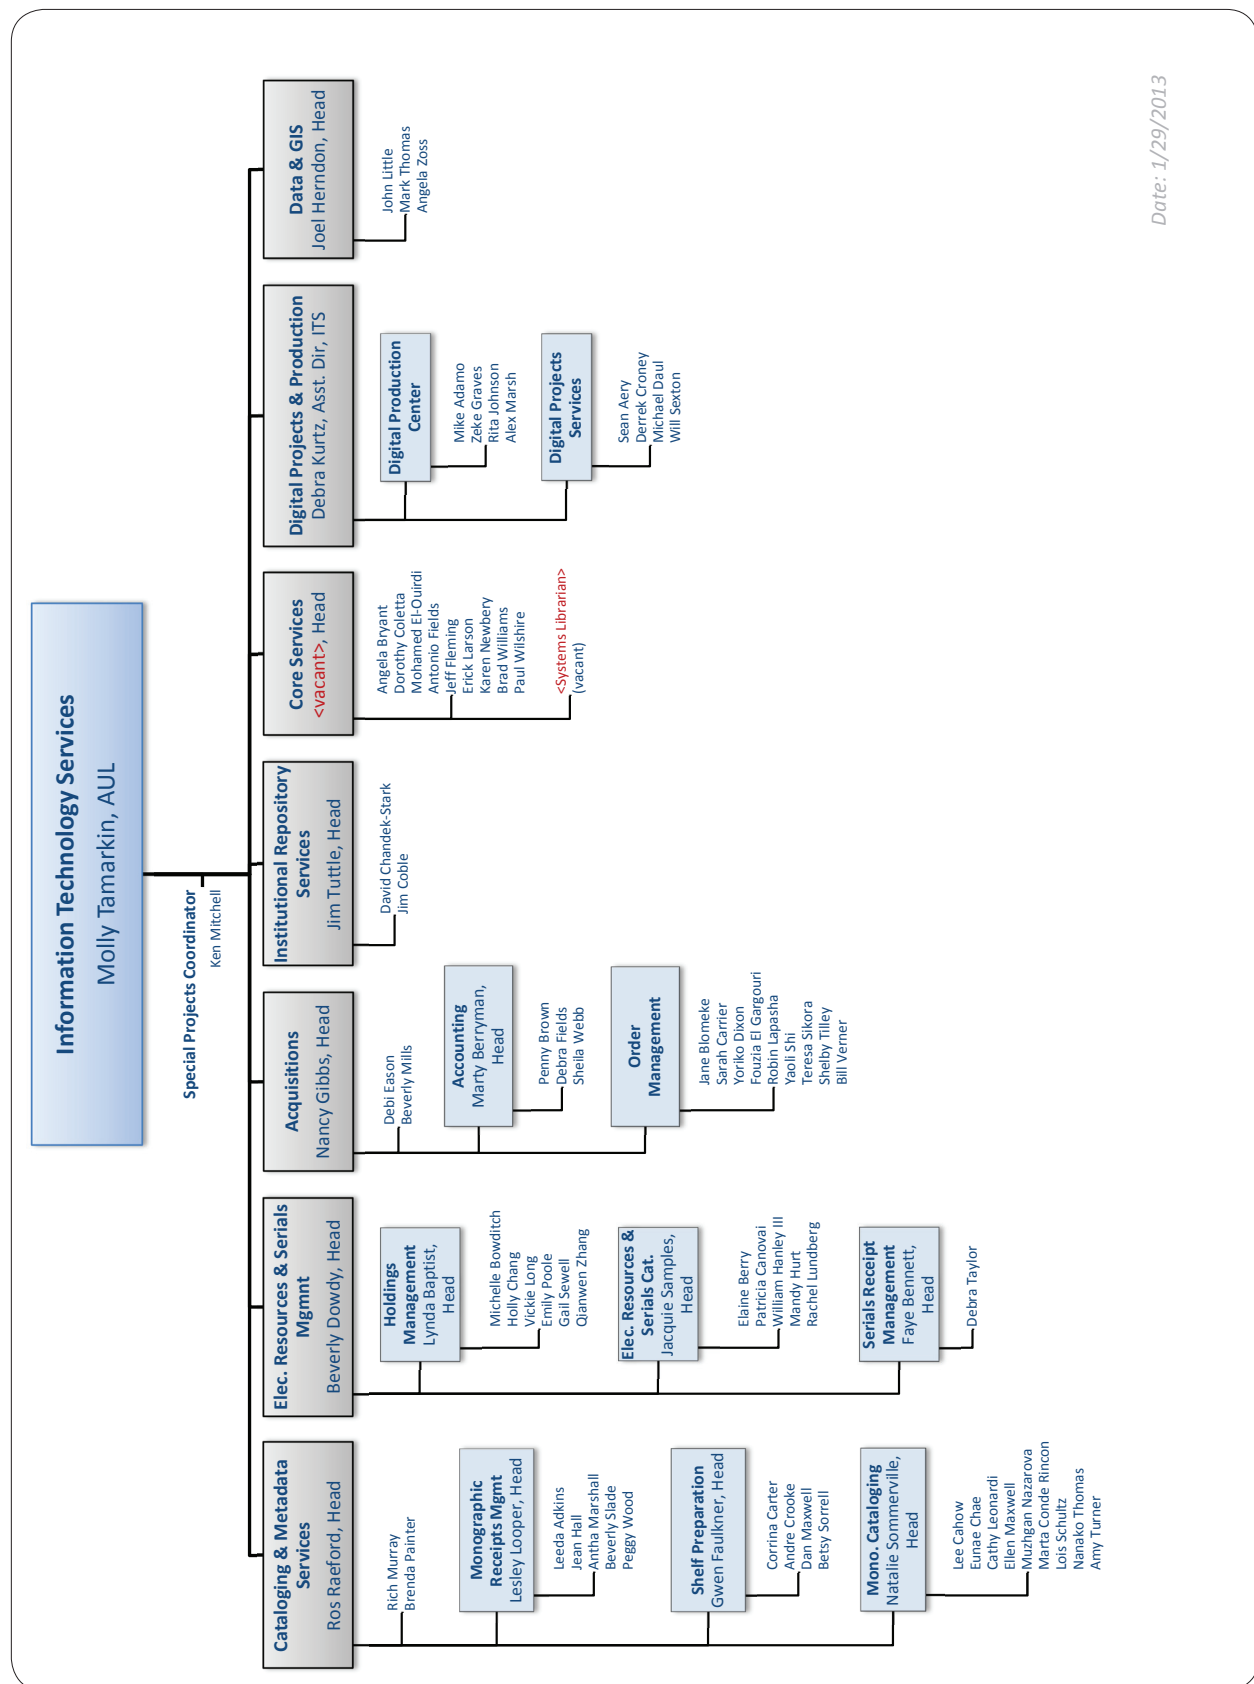 Information Technology Services
Molly Tamarkin, AUL
Special Projects Coordinator
Ken Mitchell
Cataloging & Metadata
Services
Ros Raeford, Head
Rich Murray
Brenda Painter
Monographic
Receipts Mgmt
Lesley Looper, Head
Leeda Adkins
Jean Hall
Antha Marshall
Beverly Slade
Peggy Wood
Shelf Preparation
Gwen Faulkner, Head
Corrina Carter
Andre Crooke
Dan Maxwell
Betsy Sorrell
Mono. Cataloging
Natalie Sommerville,
Head
Lee Cahow
Eunae Chae
Cathy Leonardi
Ellen Maxwell
Muzhgan Nazarova
Marta Conde Rincon
Lois Schultz
Nanako Thomas
Amy Turner
Elec. Resources & Serials
Mgmnt
Beverly Dowdy, Head
Holdings
Management
Lynda Baptist,
Head
Michelle Bowditch
Holly Chang
Vickie Long
Emily Poole
Gail Sewell
Qianwen Zhang
Elec. Resources &
Serials Cat.
Jacquie Samples,
Head
Elaine Berry
Patricia Canovai
William Hanley III
Mandy Hurt
Rachel Lundberg
Serials Receipt
Management
Faye Bennett,
Head
Debra Taylor
Acquisitions
Nancy Gibbs, Head
Debi Eason
Beverly Mills
Accounting
Marty Berryman,
Head
Penny Brown
Debra Fields
Sheila Webb
Order
Management
Jane Blomeke
Sarah Carrier
Yoriko Dixon
Fouzia El Gargouri
Robin Lapasha
Yaoli Shi
Teresa Sikora
Shelby Tilley
Bill Verner
Institutional Repository
Services
Jim Tuttle, Head
David Chandek-Stark
Jim Coble
Core Services
<vacant>, Head
Angela Bryant
Dorothy Coletta
Mohamed El-Ouirdi
Antonio Fields
Jeff Fleming
Erick Larson
Karen Newbery
Brad Williams
Paul Wilshire
<Systems Librarian>
(vacant)
Digital Projects & Production
Debra Kurtz, Asst. Dir, ITS
Digital Production
Center
Mike Adamo
Zeke Graves
Rita Johnson
Alex Marsh
Digital Projects
Services
Sean Aery
Derrek Croney
Michael Daul
Will Sexton
Data & GIS
Joel Herndon, Head
John Little
Mark Thomas
Angela Zoss
Date: 1/29/2013